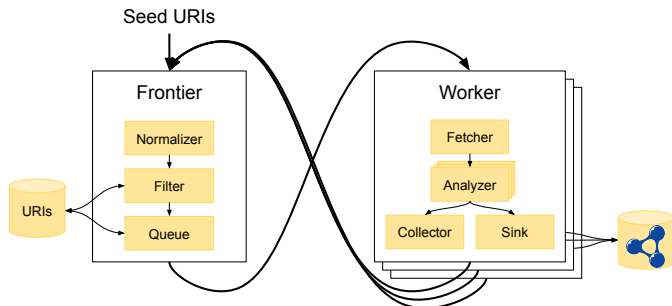 Seed URIs
Frontier
Normalizer
Filter
Queue
URIs
Worker
Fetcher
Analyzer
Collector
Sink